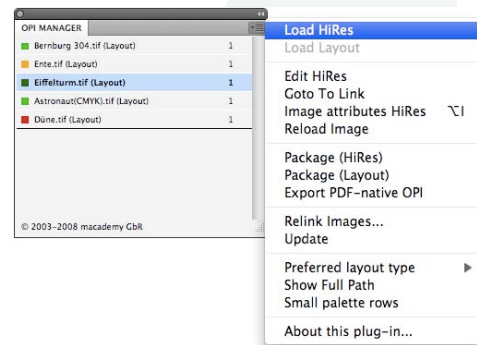 OPI MANAGER
Bernburg 304.tif (Layout) 1
Ente.tif (Layout) 1
Eiffelturm.tif (Layout) 1
Astronaut(CMYK).tif (Layout) 1
Düne.tif (Layout) 1
© 2003-2008 macademy GbR
Load HiRes
Load Layout
Edit HiRes
Goto To Link
Image attributes HiRes ⌥I
Reload Image
Package (HiRes)
Package (Layout)
Export PDF-native OPI
Relink Images...
Update
Preferred layout type
Show Full Path
Small palette rows
About this plug-in...